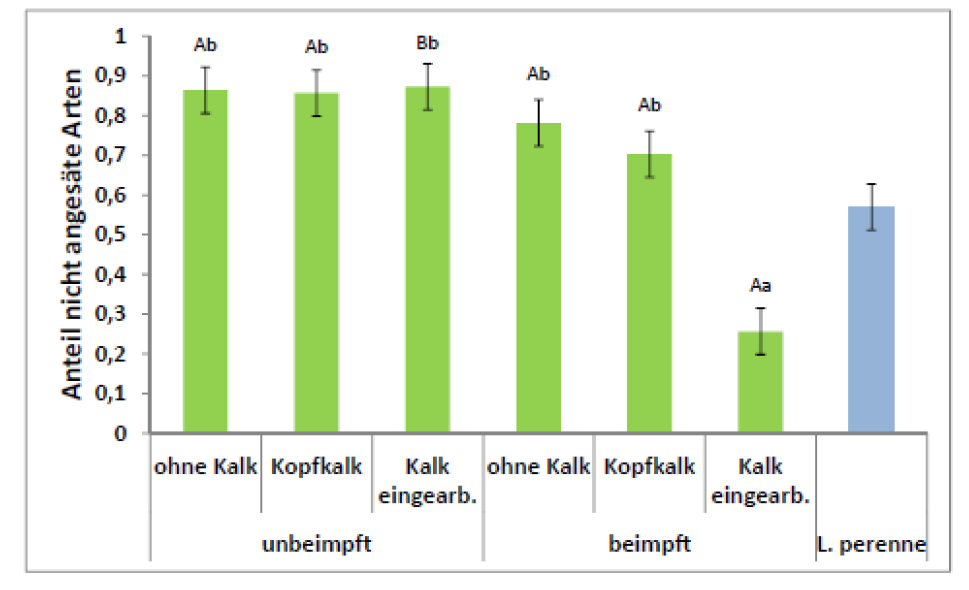 Anteil nicht angesäte Arten
1
0,9
0,8
0,7
0,6
0,5
0,4
0,3
0,2
0,1
0
Ab
Ab
Bb
Ab
Ab
Aa
ohne Kalk
Kopfkalk
Kalk
eingearb.
ohne Kalk
Kopfkalk
Kalk
eingearb.
unbeimpft
beimpft
L. perenne